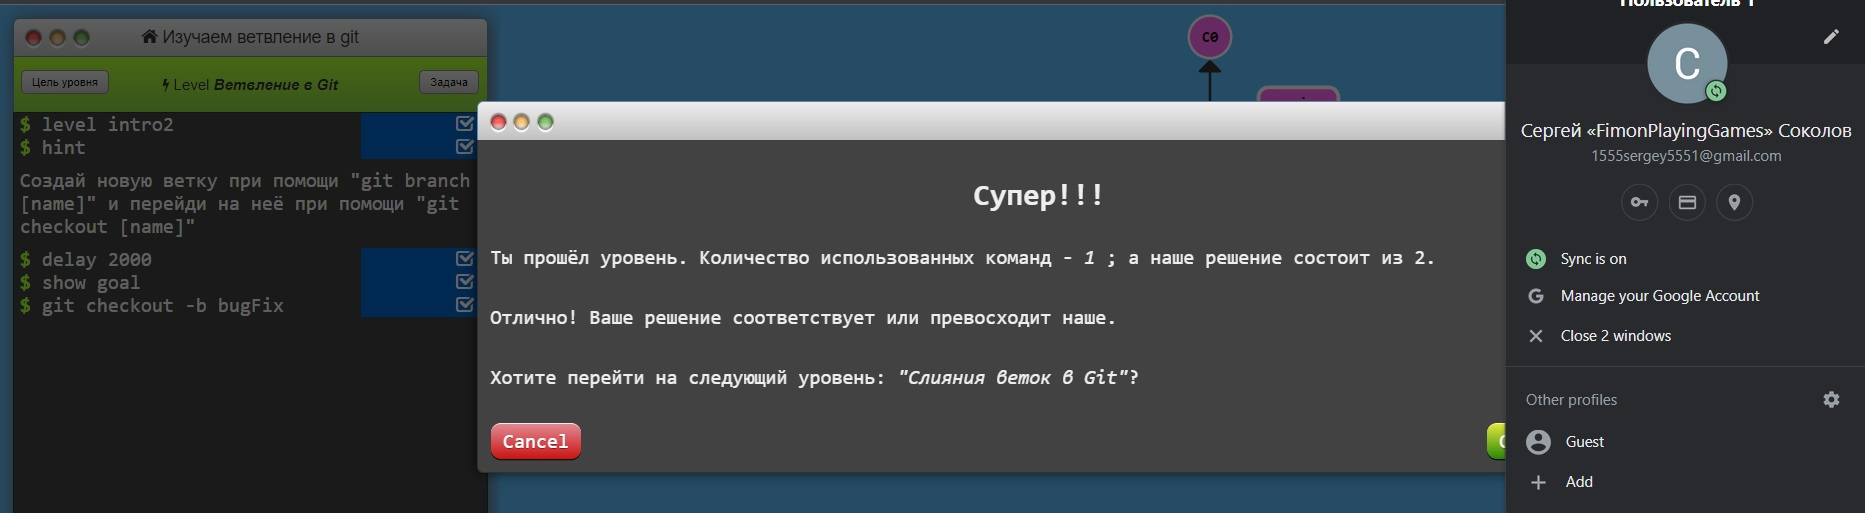 Изучаем ветвление в git
Цель уровня
Level Ветвление в Git
Задача
$ level intro2
$ hint
Создай новую ветку при помощи "git branch
[name]" и перейди на неё при помощи "git
checkout [name]"
$ delay 2000
$ show goal
$ git checkout -b bugFix
C0
Супер!!!
Ты прошёл уровень. Количество использованных команд - 1 ; а наше решение состоит из 2.
Отлично! Ваше решение соответствует или превосходит наше.
Хотите перейти на следующий уровень: "Слияния веток в Git"?
Cancel
Пользователь 1
C
Сергей «FimonPlayingGames» Соколов
1555sergey5551@gmail.com
Sync is on
Manage your Google Account
Close 2 windows
Other profiles
Guest
Add